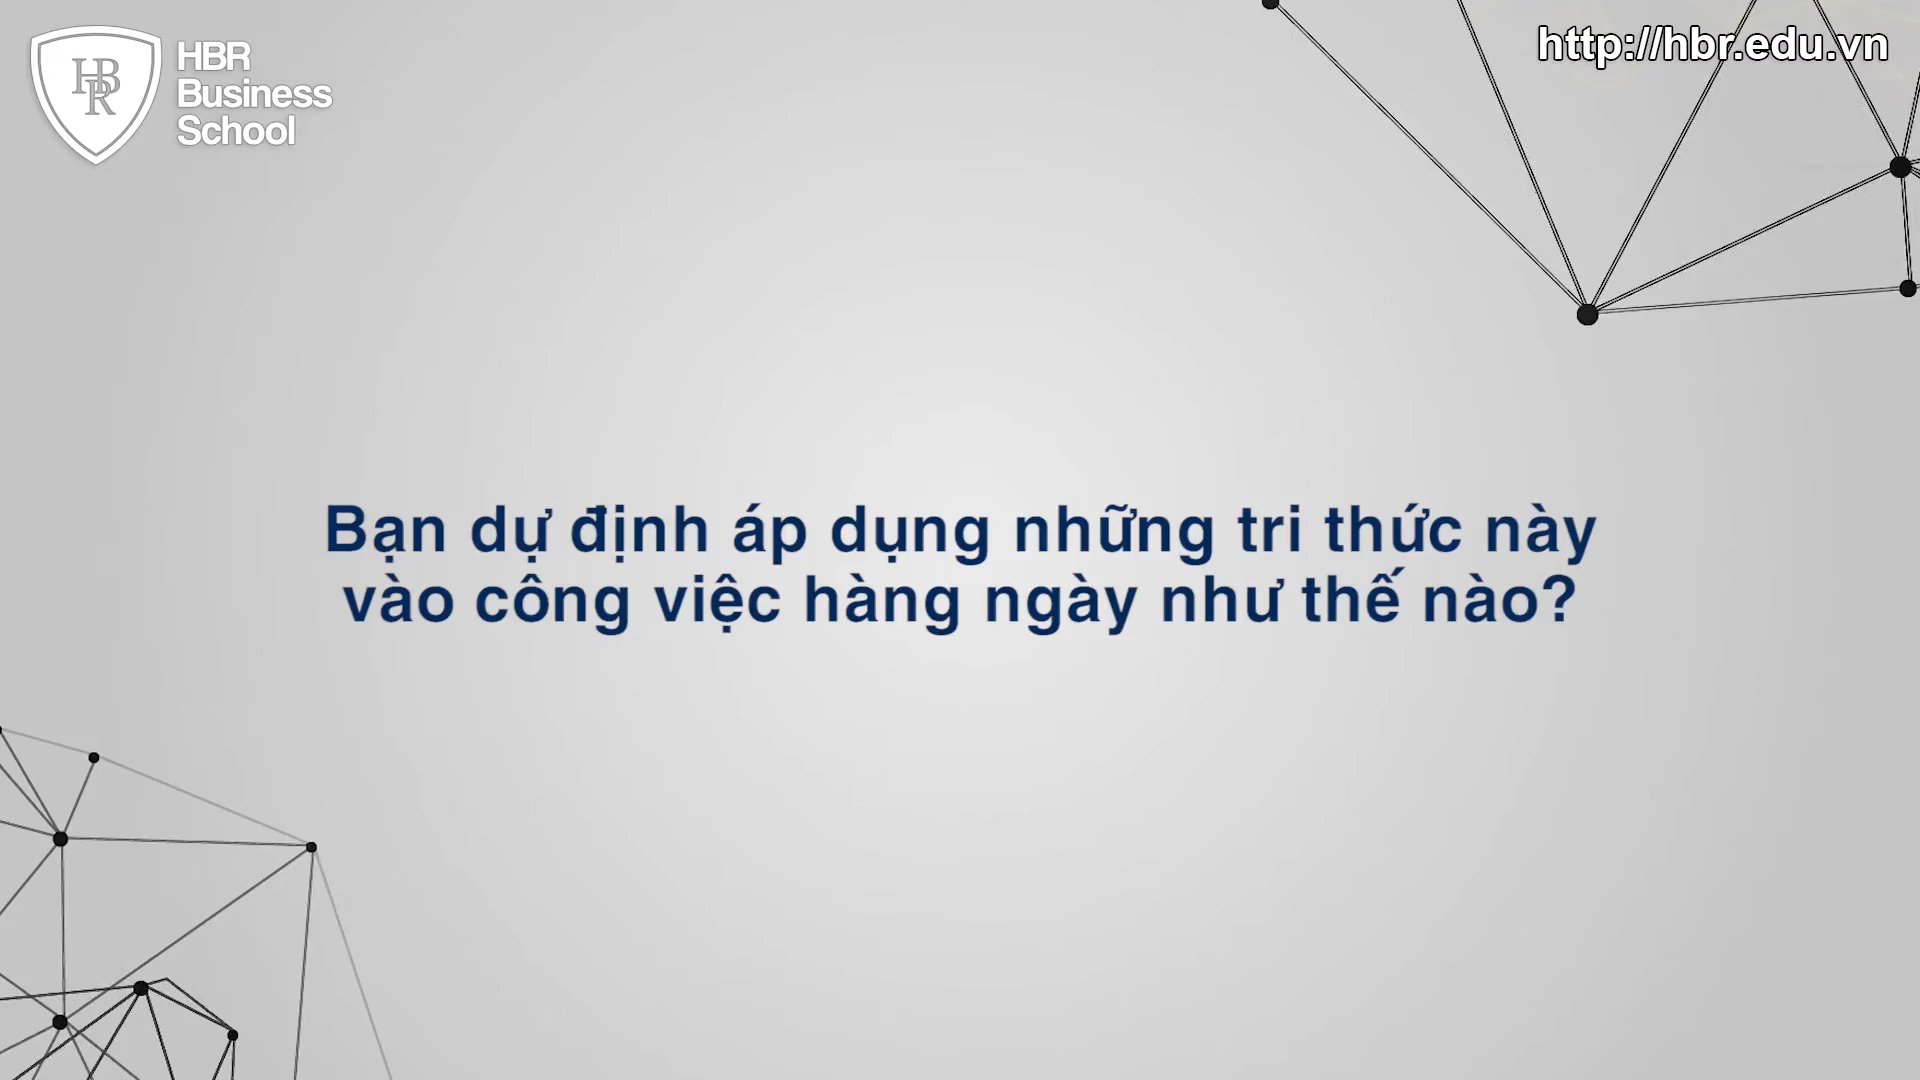 HBR
Business
School
http://hbr.edu.vn
Bạn dự định áp dụng những tri thức này
vào công việc hàng ngày như thế nào?